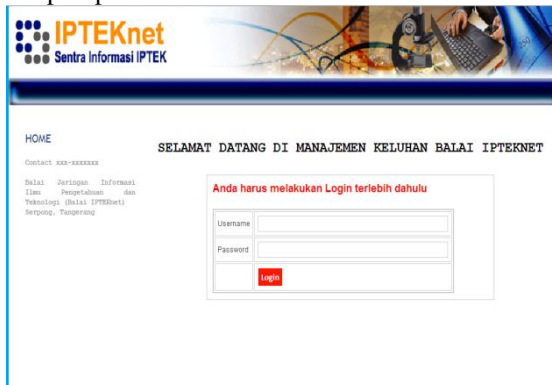 IPTEKnet
Sentra Informasi IPTEK
HOME
SELAMAT DATANG DI MANAJEMEN KELUHAN BALAI IPTEKNET
Contact xxx-xxxxxxx
Balai Jaringan Informasi
Ilmu Pengetahuan dan
Teknologi (Balai IPTEKnet)
Serpong, Tangerang
Anda harus melakukan Login terlebih dahulu
Username
Password
Login